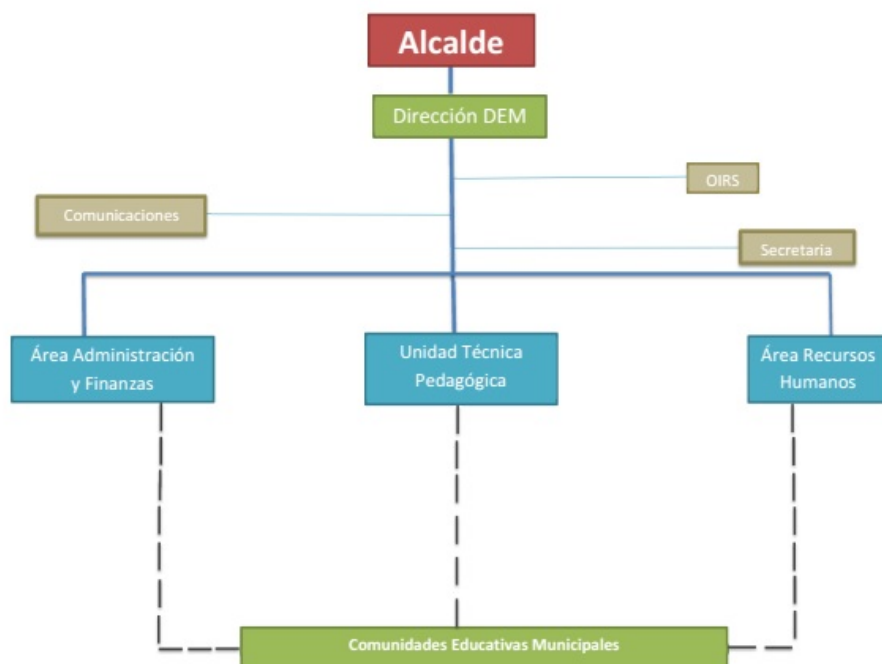 Alcalde
Dirección DEM
OIRS
Comunicaciones
Secretaria
Área Administración
y Finanzas
Unidad Técnica
Pedagógica
Área Recursos
Humanos
Comunidades Educativas Municipales